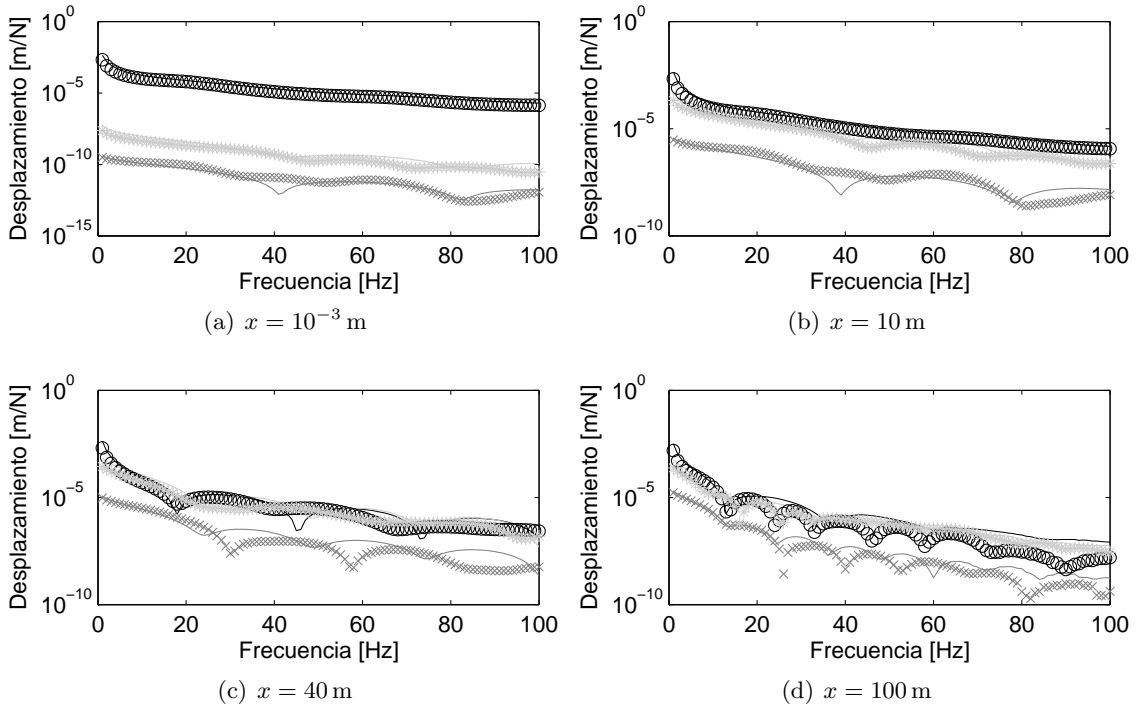 10^0
10^-5
10^-10
10^-15
Desplazamiento [m/N]
0 20 40 60 80 100
Frecuencia [Hz]
(a) x = 10^-3 m
10^0
10^-5
10^-10
Desplazamiento [m/N]
0 20 40 60 80 100
Frecuencia [Hz]
(b) x = 10 m
10^0
10^-5
10^-10
Desplazamiento [m/N]
0 20 40 60 80 100
Frecuencia [Hz]
(c) x = 40 m
10^0
10^-5
10^-10
Desplazamiento [m/N]
0 20 40 60 80 100
Frecuencia [Hz]
(d) x = 100 m